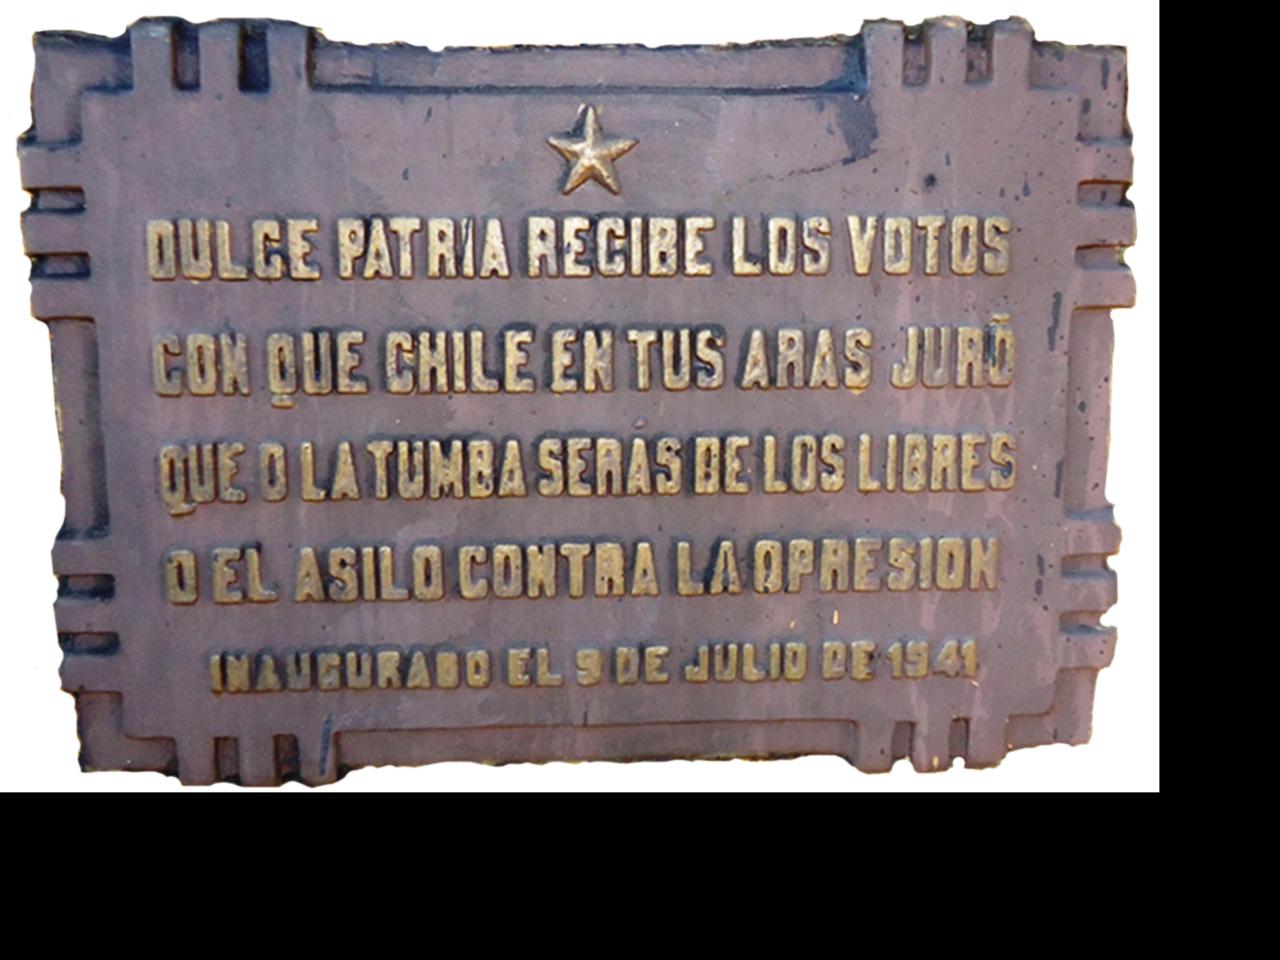 DULCE PATRIA RECIBE LOS VOTOS
CON QUE CHILE EN TUS ARAS JURÓ
QUE O LA TUMBA SERAS DE LOS LIBRES
O EL ASILO CONTRA LA OPRESION
INAUGURADO EL 9 DE JULIO DE 1941